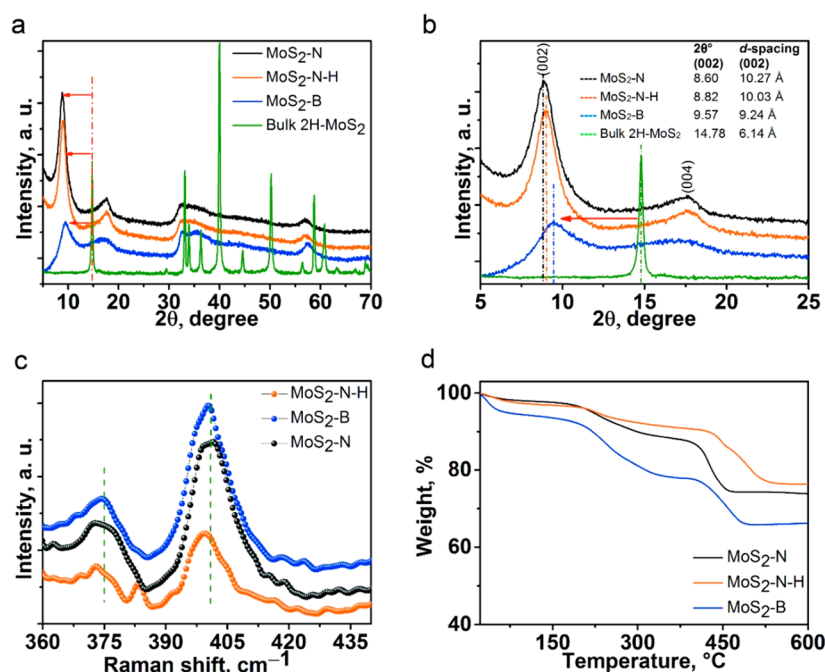 a
Intensity, a. u.
MoS2-N
MoS2-N-H
MoS2-B
Bulk 2H-MoS2
10 20 30 40 50 60 70
2θ, degree
b
Intensity, a. u.
(002)
(004)
2θ° d-spacing
(002) (002)
MoS2-N 8.60 10.27 Å
MoS2-N-H 8.82 10.03 Å
MoS2-B 9.57 9.24 Å
Bulk 2H-MoS2 14.78 6.14 Å
5 10 15 20 25
2θ, degree
c
Intensity, a. u.
MoS2-N-H
MoS2-B
MoS2-N
360 375 390 405 420 435
Raman shift, cm−1
d
Weight, %
100
90
80
70
60
50
40
MoS2-N
MoS2-N-H
MoS2-B
150 300 450 600
Temperature, °C